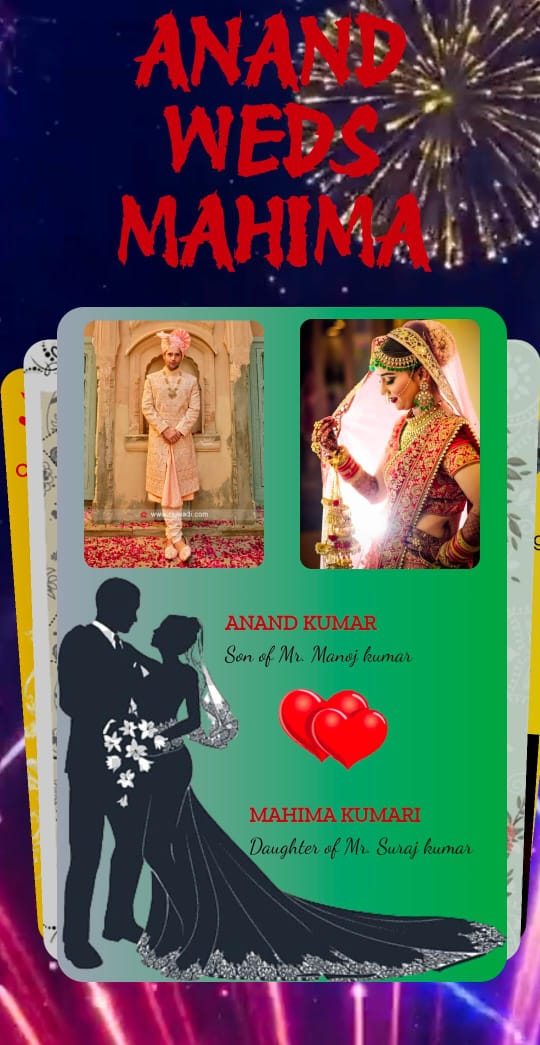 ANAND
WEDS
MAHIMA
ANAND KUMAR
Son of Mr. Manoj kumar
MAHIMA KUMARI
Daughter of Mr. Suraj kumar